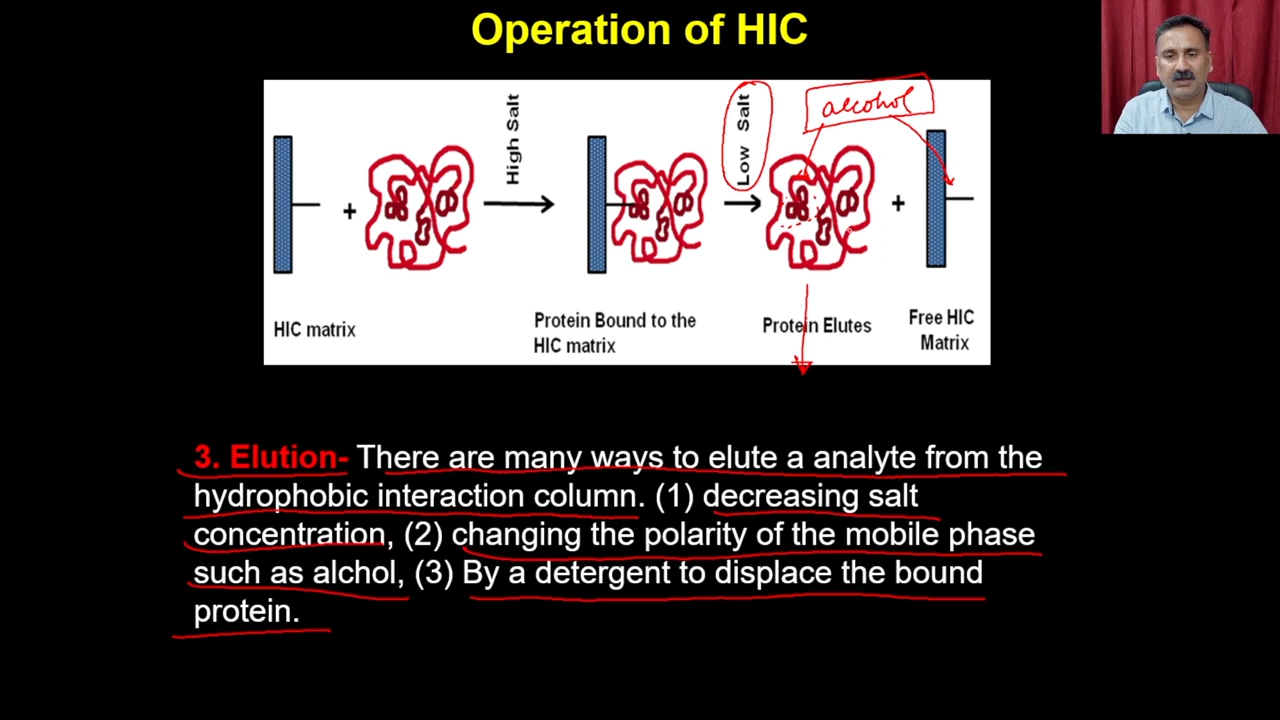 Operation of HIC
High Salt
Low Salt
alcohol
+
+
HIC matrix
Protein Bound to the
HIC matrix
Protein Elutes
Free HIC
Matrix
3. Elution- There are many ways to elute a analyte from the
hydrophobic interaction column. (1) decreasing salt
concentration, (2) changing the polarity of the mobile phase
such as alchol, (3) By a detergent to displace the bound
protein.